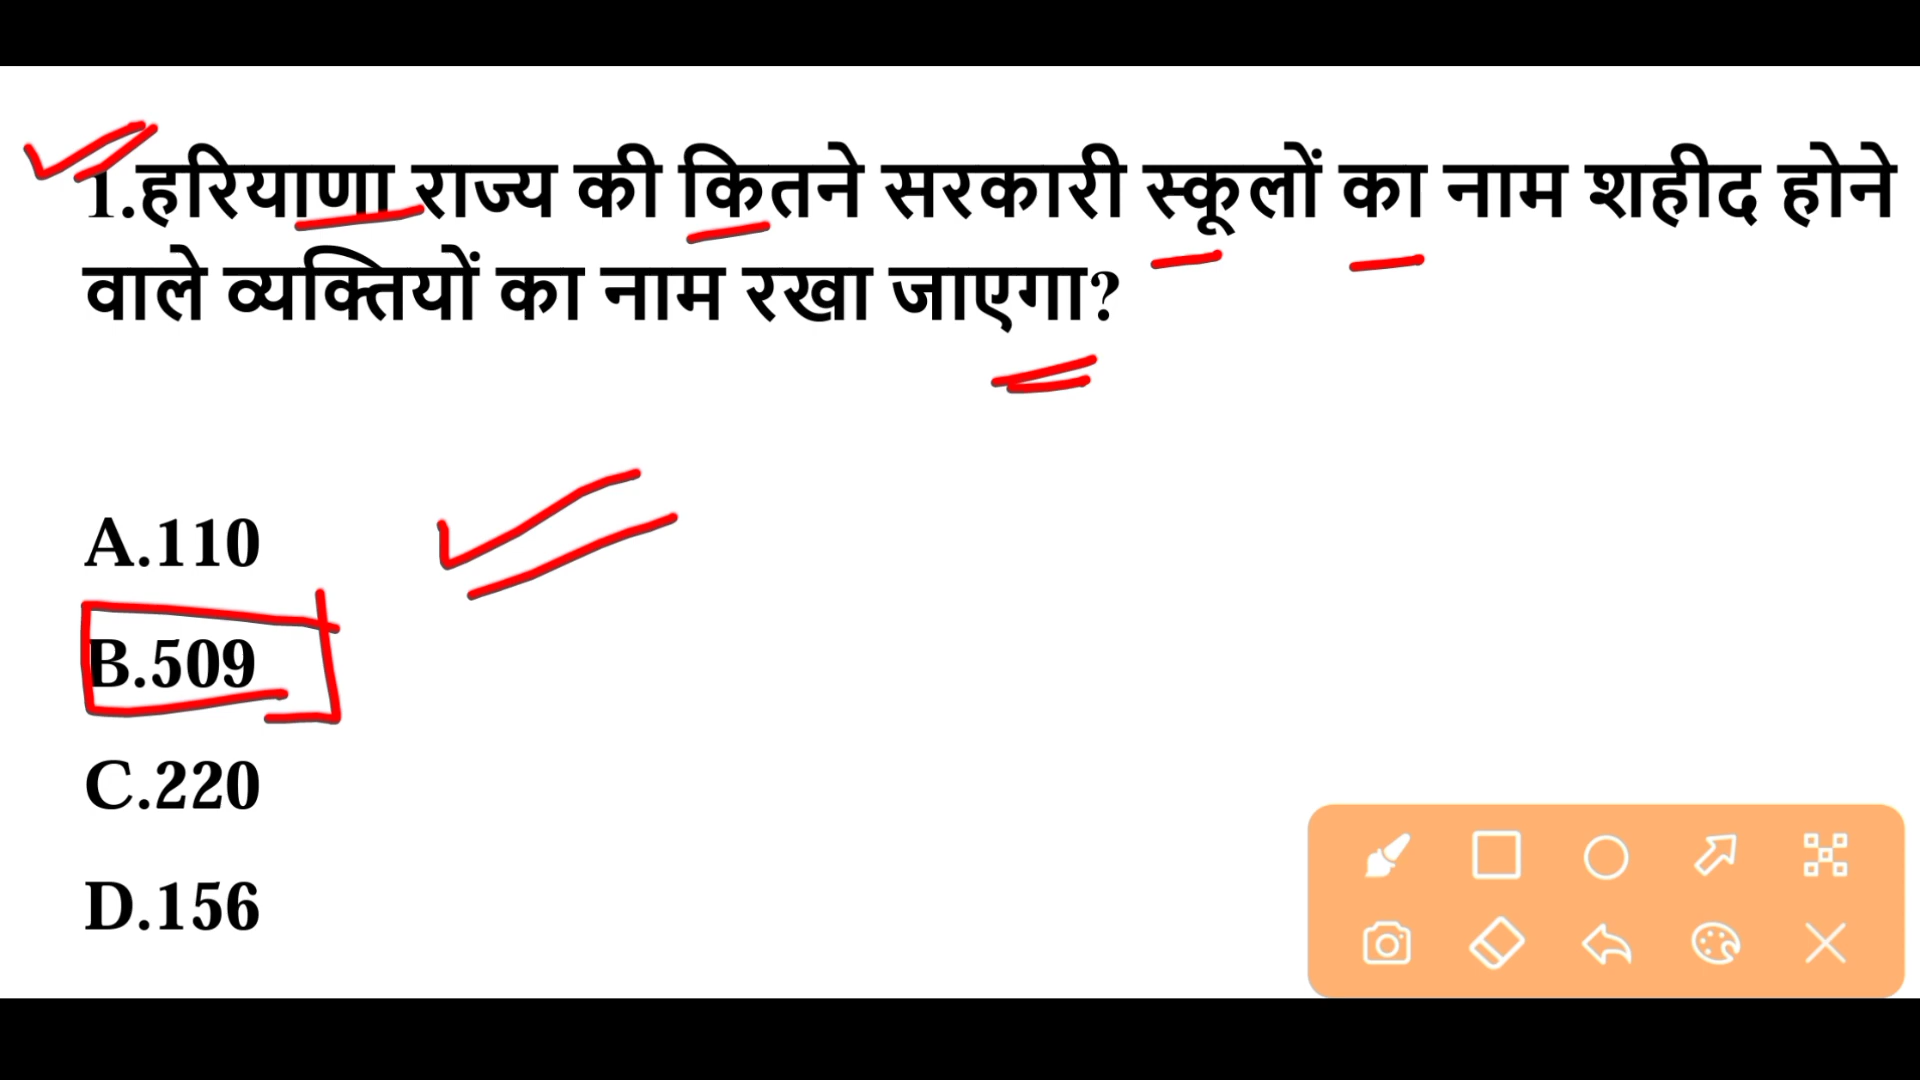 1.हरियाणा राज्य की कितने सरकारी स्कूलों का नाम शहीद होने
वाले व्यक्तियों का नाम रखा जाएगा?
A.110
B.509
C.220
D.156